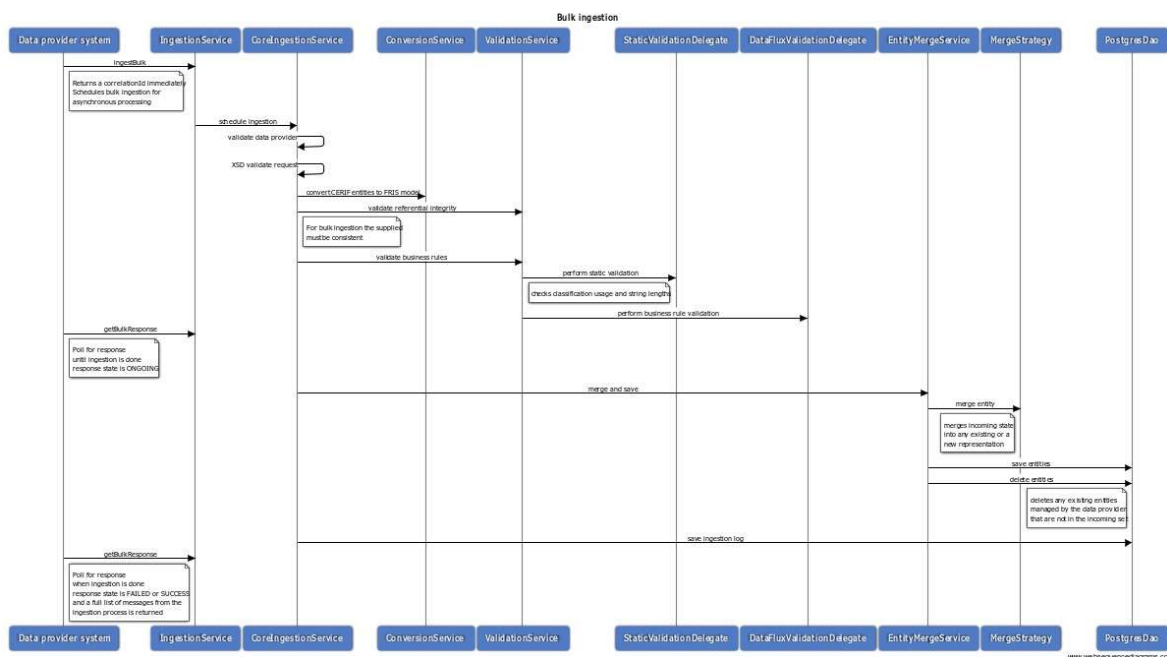 Bulk ingestion
Data provider system
IngestionService
CoreIngestionService
ConversionService
ValidationService
StaticValidationDelegate
DataFluxValidationDelegate
EntityMergeService
MergeStrategy
PostgresDao
ingestBulk
Returns a correlationId immediately
Schedules bulk ingestion for
asynchronous processing
schedule ingestion
validate data provider
XSD validate request
convert CERIF entities to FRIS model
validate referential integrity
For bulk ingestion the supplied
must be consistent
validate business rules
perform static validation
checks classification usage and string lengths
perform business rule validation
getBulkResponse
Poll for response
until ingestion is done
response state is ONGOING
merge and save
merge entity
merges incoming state
into any existing or a
new representation
save entities
delete entities
deletes any existing entities
managed by the data provider
that are not in the incoming set
save ingestion log
getBulkResponse
Poll for response
when ingestion is done
response state is FAILED or SUCCESS
and a full list of messages from the
ingestion process is returned
Data provider system
IngestionService
CoreIngestionService
ConversionService
ValidationService
StaticValidationDelegate
DataFluxValidationDelegate
EntityMergeService
MergeStrategy
PostgresDao